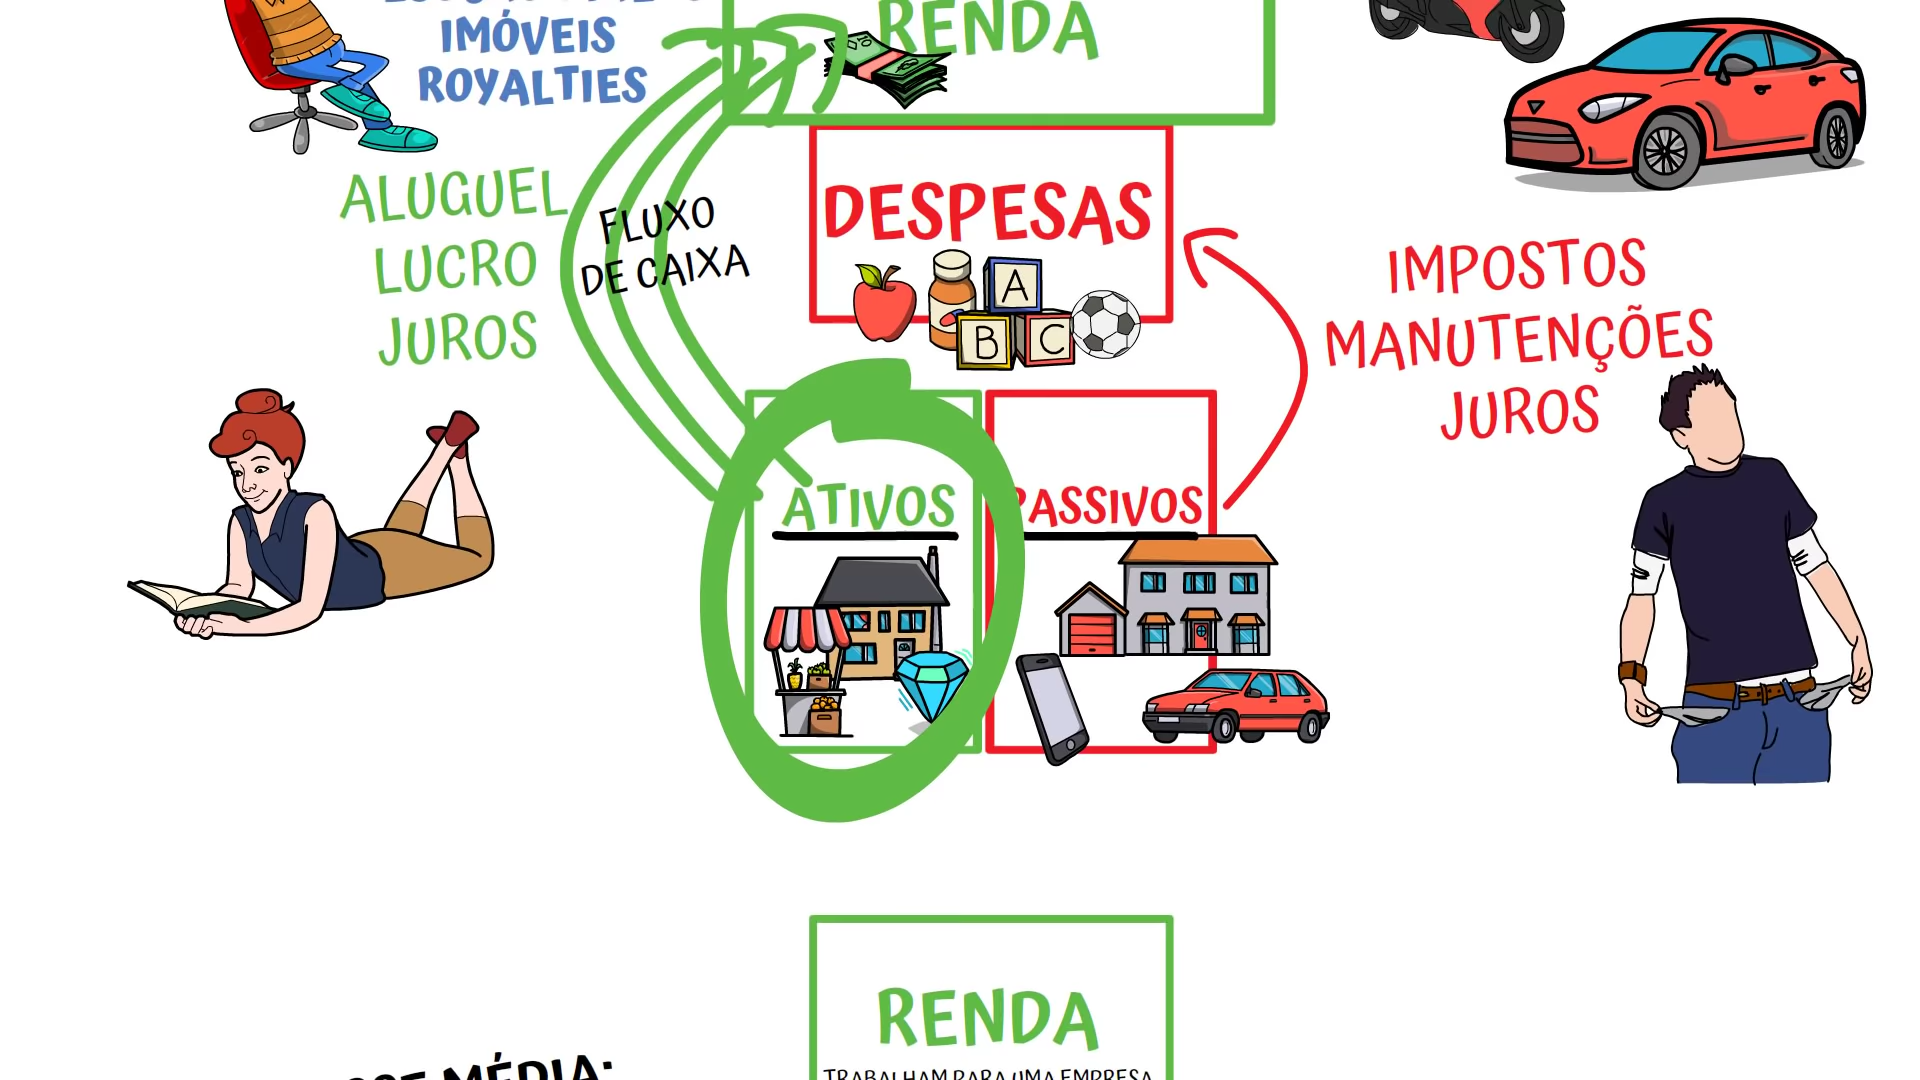 IMÓVEIS
ROYALTIES
RENDA
ALUGUEL
LUCRO
JUROS
FLUXO
DE CAIXA
DESPESAS
A
B C
IMPOSTOS
MANUTENÇÕES
JUROS
ATIVOS
PASSIVOS
RENDA
MÉDIA:
TRABALHAM PARA UMA EMPRESA